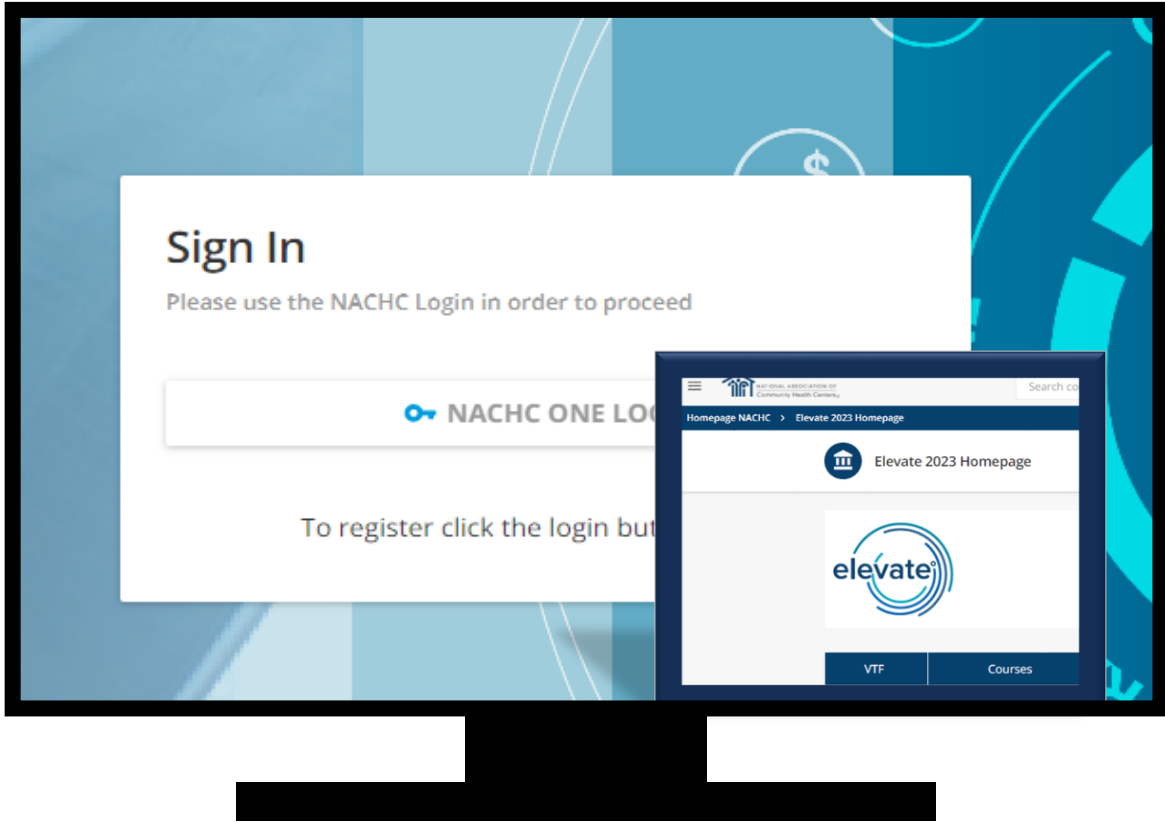 $
Sign In
Please use the NACHC Login in order to proceed
NACHC ONE LO
To register click the login but
NATIONAL ASSOCIATION OF
Community Health Centers®
Search co
Homepage NACHC > Elevate 2023 Homepage
Elevate 2023 Homepage
elevate
VTF Courses